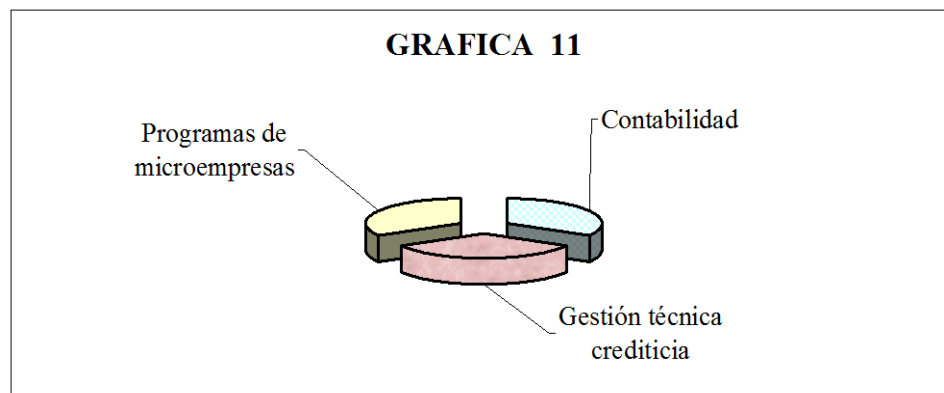 GRAFICA 11
Programas de
microempresas
Contabilidad
Gestión técnica
crediticia